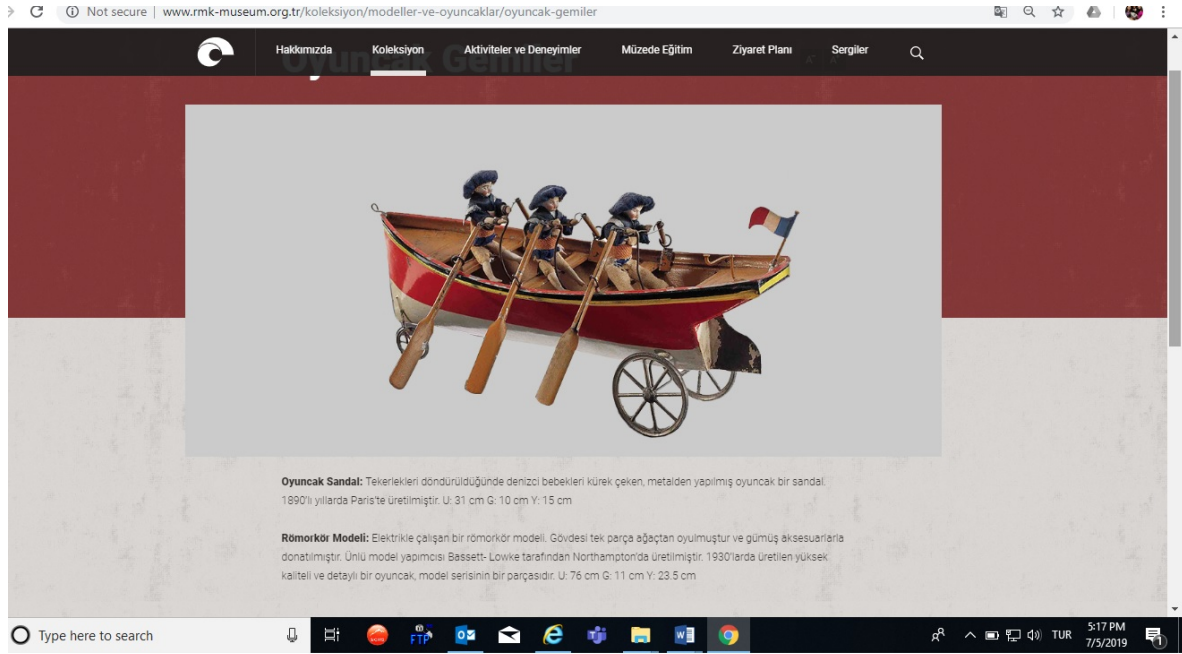 Not secure | www.rmk-museum.org.tr/koleksiyon/modeller-ve-oyuncaklar/oyuncak-gemiler
Hakkımızda Koleksiyon Aktiviteler ve Deneyimler Müzede Eğitim Ziyaret Planı Sergiler
Oyuncak Gemiler
Oyuncak Sandal: Tekerlekleri döndürüldüğünde denizci bebekleri kürek çeken, metalden yapılmış oyuncak bir sandal.
1890'lı yıllarda Paris'te üretilmiştir. U: 31 cm G: 10 cm Y: 15 cm
Römorkör Modeli: Elektrikle çalışan bir römorkör modeli. Gövdesi tek parça ağaçtan oyulmuştur ve gümüş aksesuarlarla
donatılmıştır. Ünlü model yapımcısı Bassett- Lowke tarafından Northampton'da üretilmiştir. 1930'larda üretilen yüksek
kaliteli ve detaylı bir oyuncak, model serisinin bir parçasıdır. U: 76 cm G: 11 cm Y: 23.5 cm
Type here to search
FTP
TUR
5:17 PM
7/5/2019
1